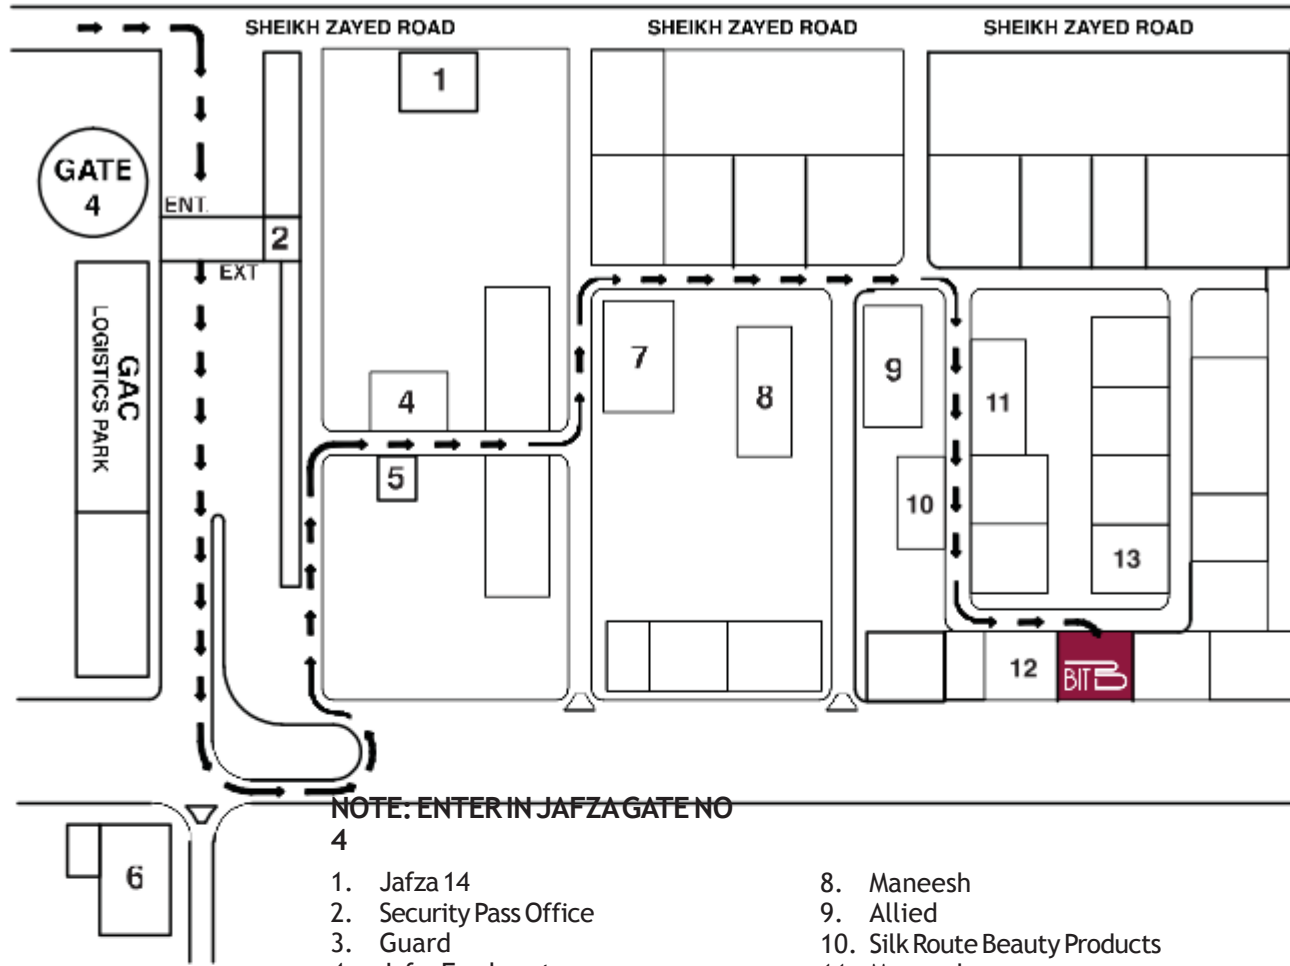 SHEIKH ZAYED ROAD
SHEIKH ZAYED ROAD
SHEIKH ZAYED ROAD
1
GATE
4
ENT.
2
EXT
GAC
LOGISTICS PARK
4
5
7
8
9
10
11
13
12
BIT
6
NOTE: ENTER IN JAFZA GATE NO
4
1. Jafza 14
2. Security Pass Office
3. Guard
8. Maneesh
9. Allied
10. Silk Route Beauty Products